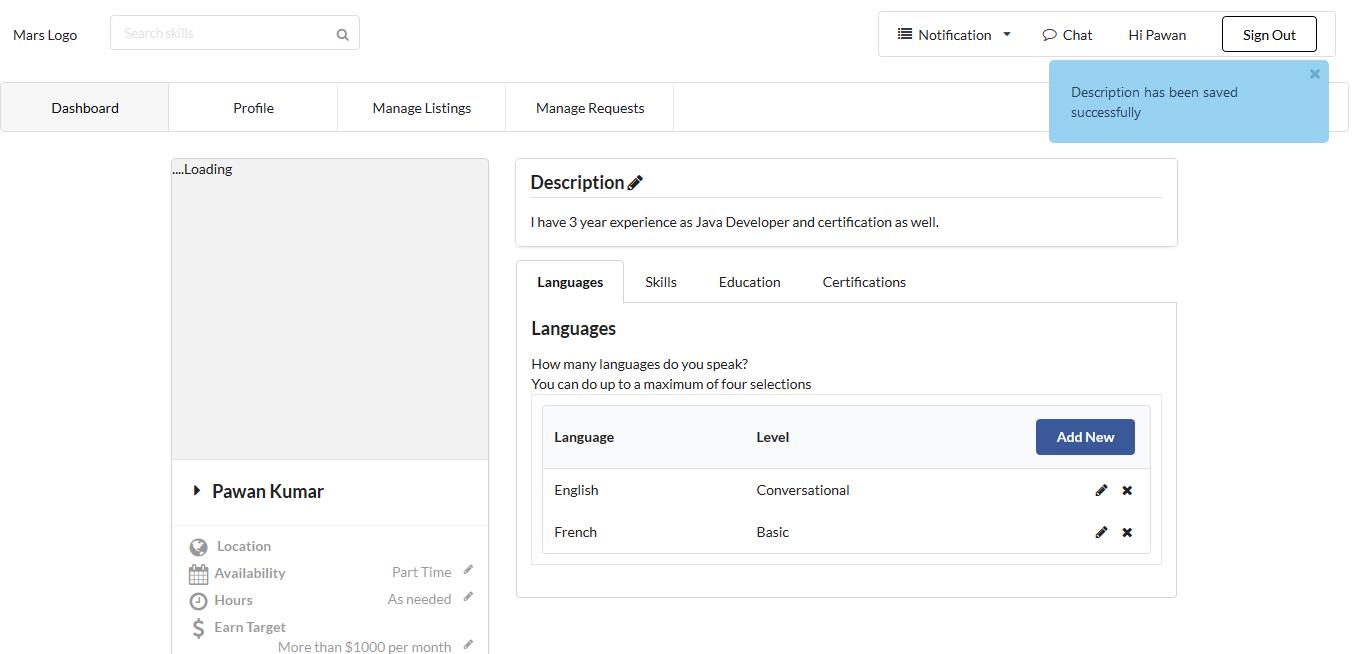 Mars Logo
Search skills
Notification
Chat
Hi Pawan
Sign Out
Description has been saved
successfully
Dashboard
Profile
Manage Listings
Manage Requests
....Loading
Pawan Kumar
Location
Availability
Part Time
Hours
As needed
Earn Target
More than $1000 per month
Description
I have 3 year experience as Java Developer and certification as well.
Languages
Skills
Education
Certifications
Languages
How many languages do you speak?
You can do up to a maximum of four selections
Language Level Add New
English Conversational
French Basic